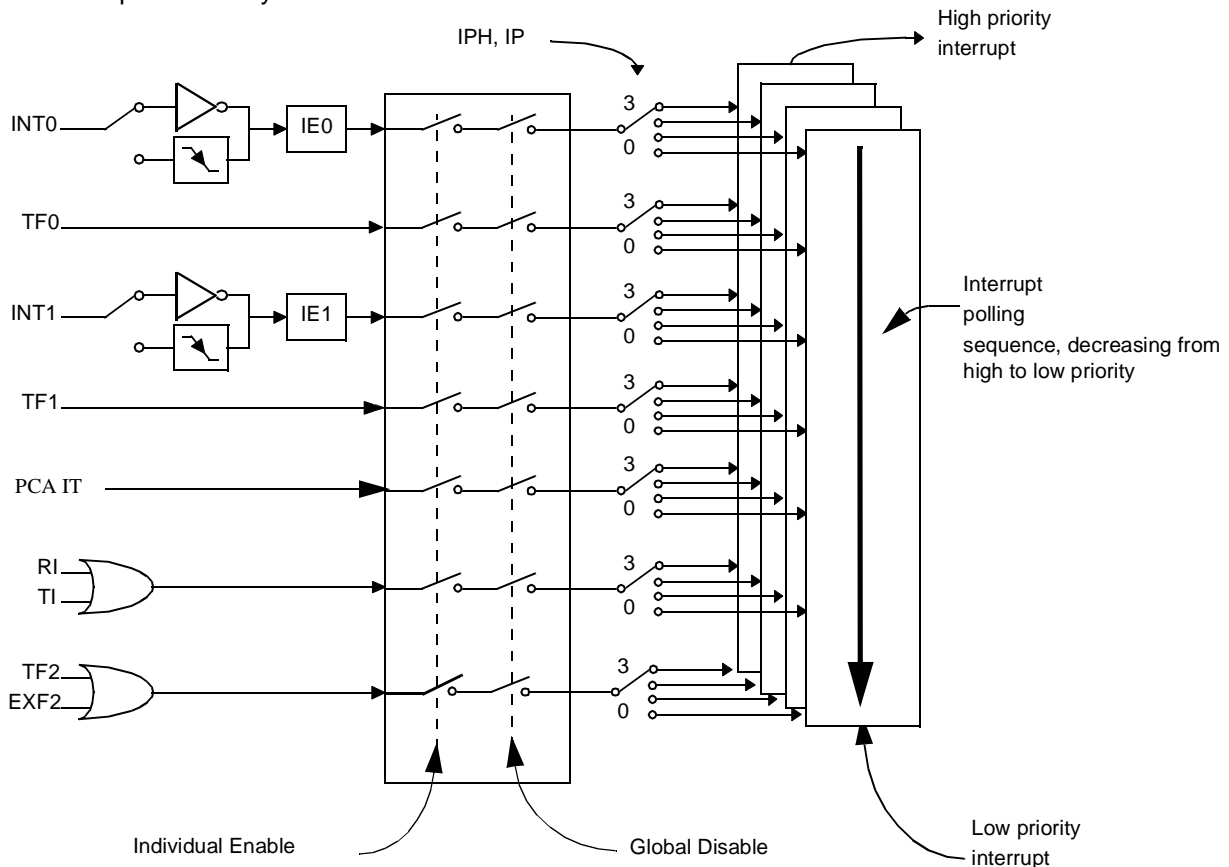 IPH, IP
High priority
interrupt
INT0
IE0
3
0
TF0
3
0
INT1
IE1
3
0
Interrupt
polling
sequence, decreasing from
high to low priority
TF1
3
0
PCA IT
3
0
RI
TI
3
0
TF2
EXF2
3
0
Individual Enable
Global Disable
Low priority
interrupt